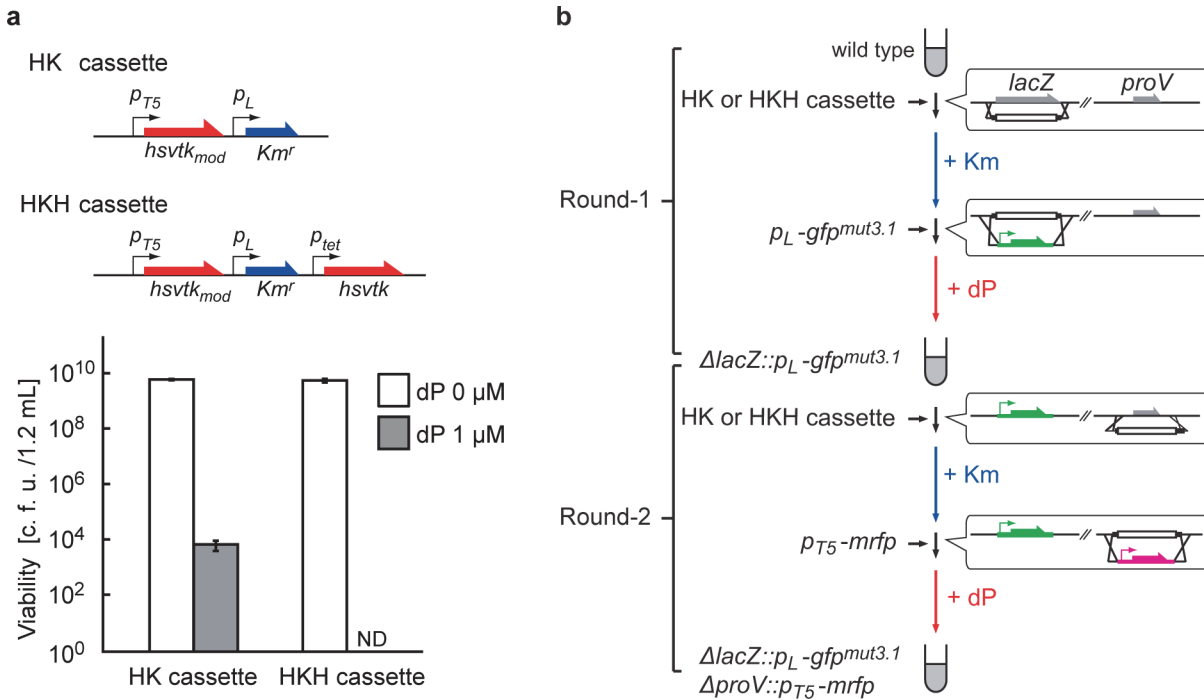 a
HK cassette
pT5
pL
hsvtkmod
Kmr
HKH cassette
pT5
pL
ptet
hsvtkmod
Kmr
hsvtk
Viability [c. f. u. /1.2 mL]
10^10
10^8
10^6
10^4
10^2
10^0
dP 0 µM
dP 1 µM
ND
HK cassette
HKH cassette
b
wild type
Round-1
HK or HKH cassette
lacZ
proV
//
+ Km
pL-gfp^mut3.1
//
+ dP
ΔlacZ::pL-gfp^mut3.1
Round-2
HK or HKH cassette
//
+ Km
pT5-mrfp
//
+ dP
ΔlacZ::pL-gfp^mut3.1
ΔproV::pT5-mrfp